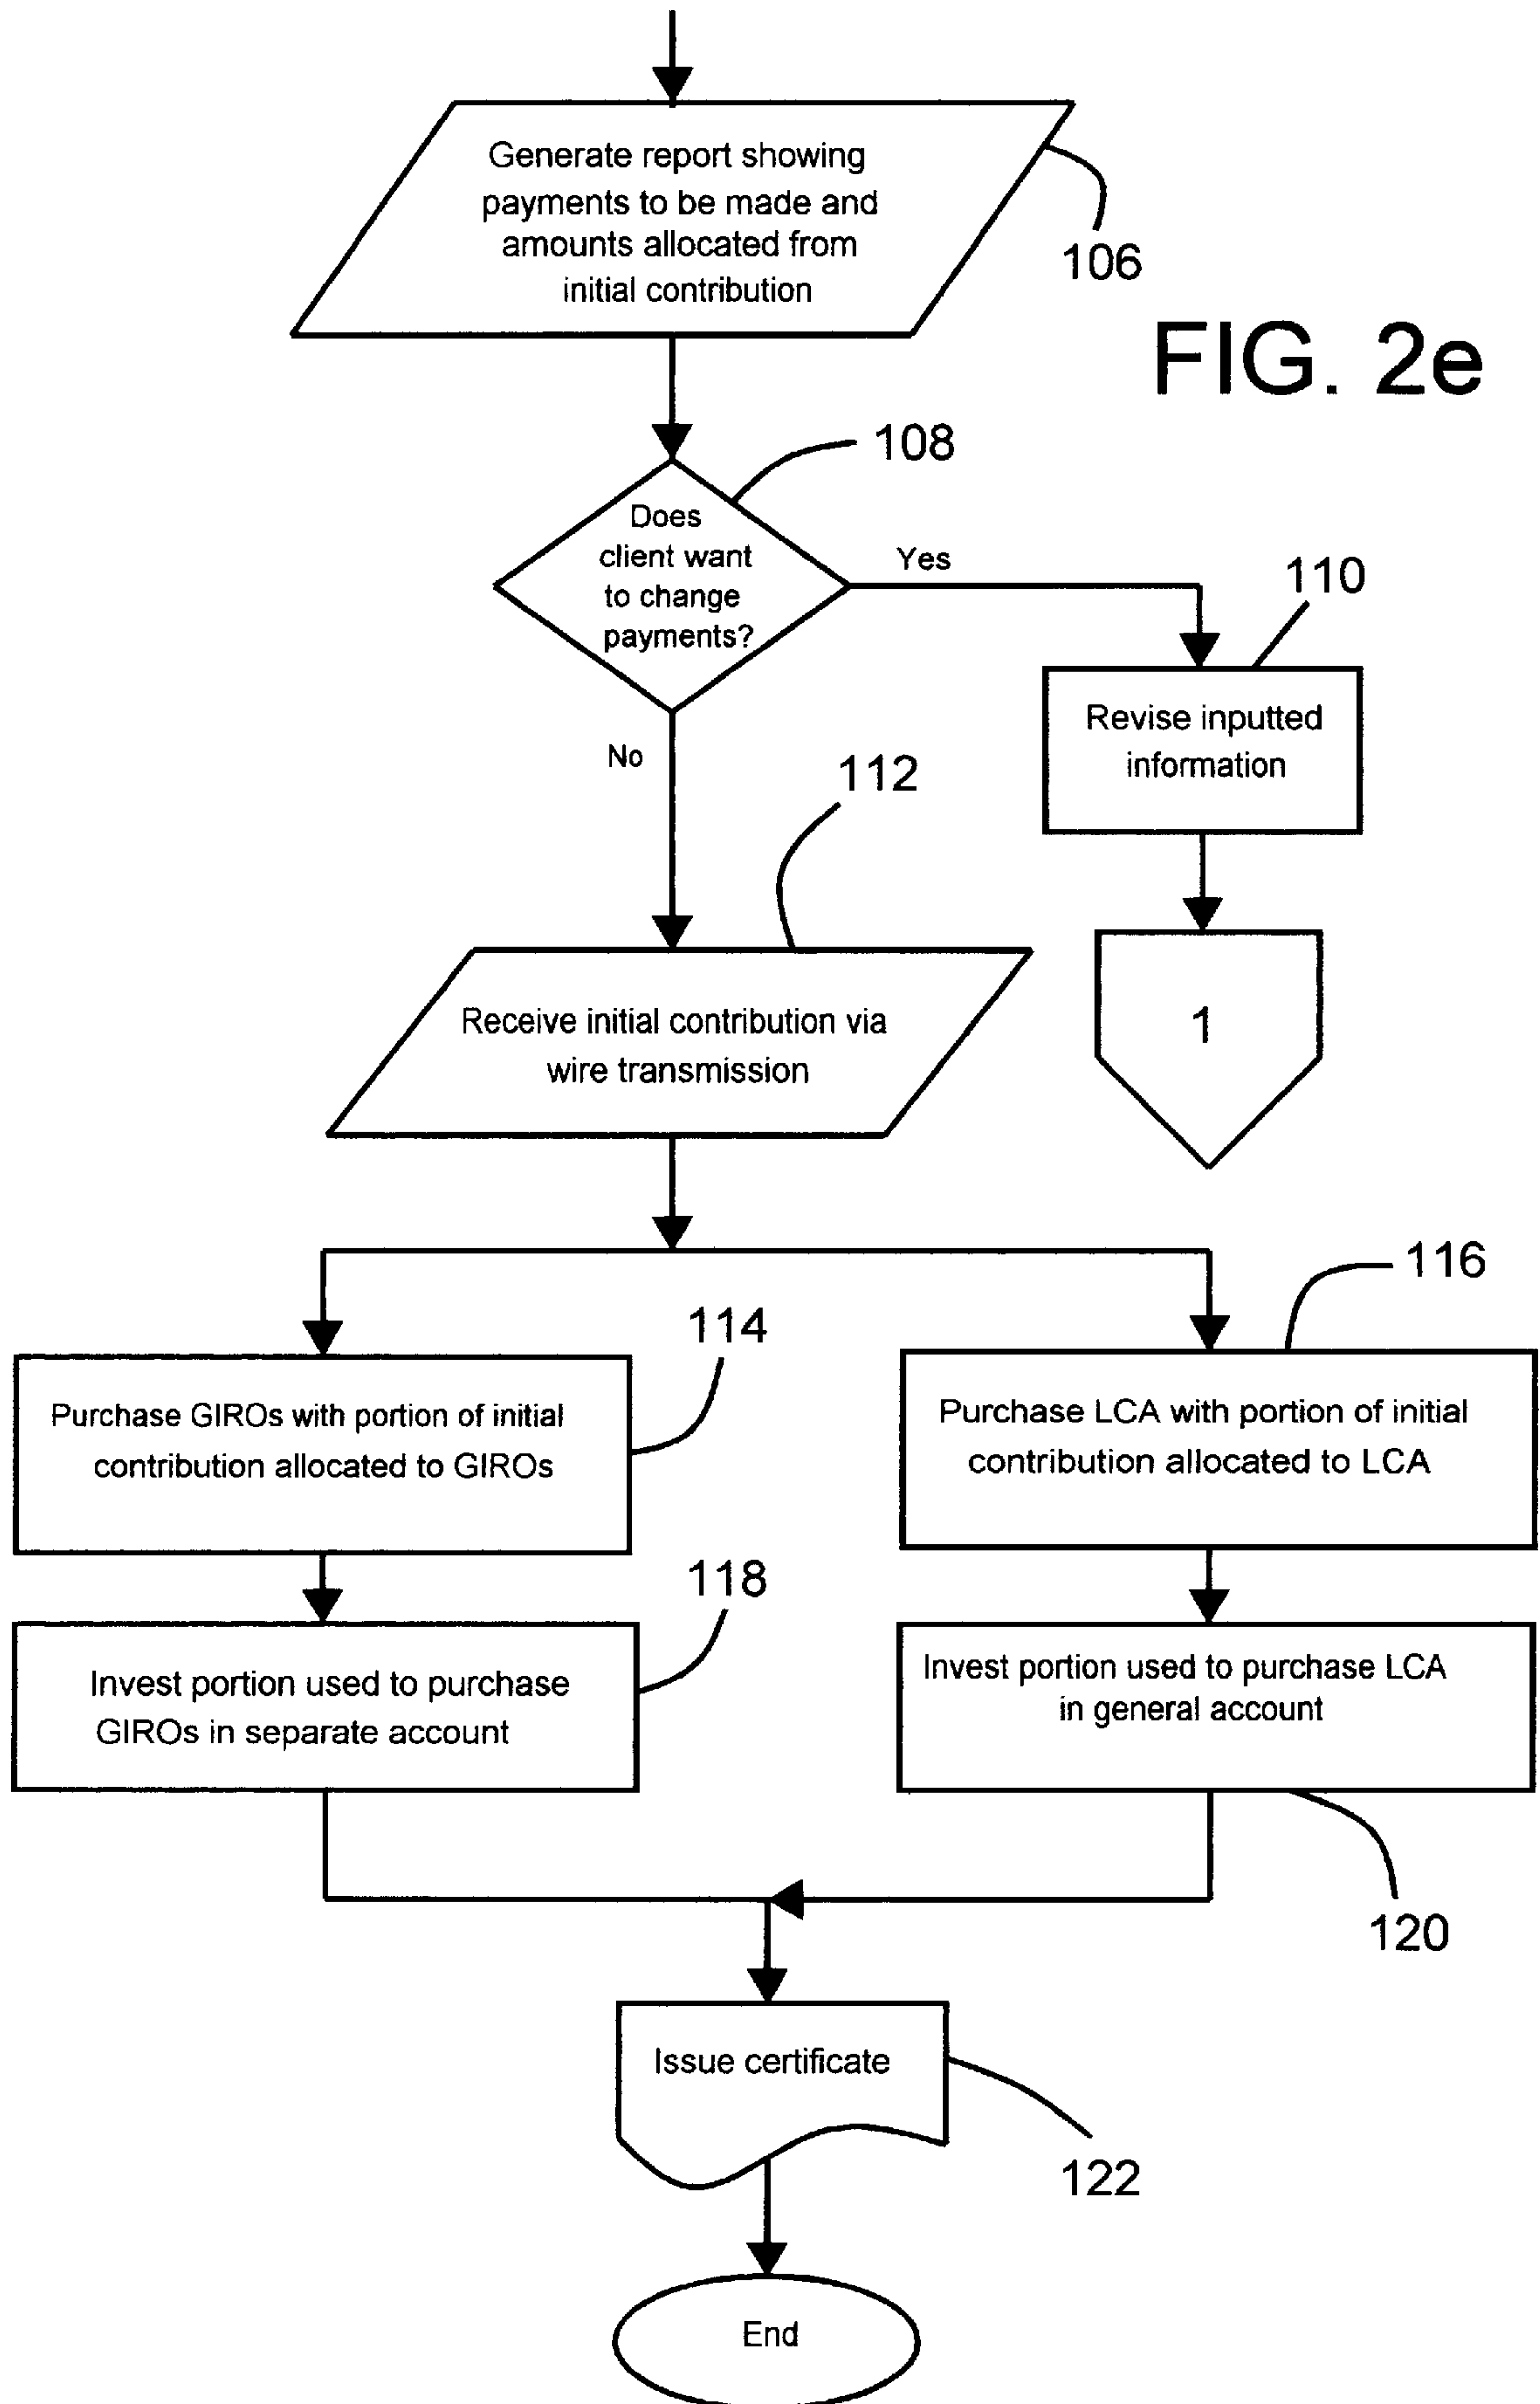 Generate report showing
payments to be made and
amounts allocated from
initial contribution
106
FIG. 2e
108
Does
client want
to change
payments?
Yes
110
Revise inputted
information
No
112
1
Receive initial contribution via
wire transmission
116
114
Purchase GIROs with portion of initial
contribution allocated to GIROs
Purchase LCA with portion of initial
contribution allocated to LCA
118
Invest portion used to purchase
GIROs in separate account
Invest portion used to purchase LCA
in general account
120
Issue certificate
122
End